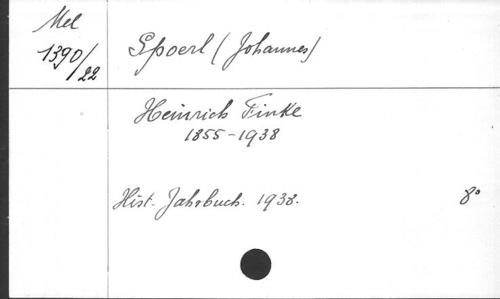 Mel
1390/22
Spoerl (Johannes)
Heinrich Finke
1855-1938
Hist. Jahrbuch. 1938. 8°